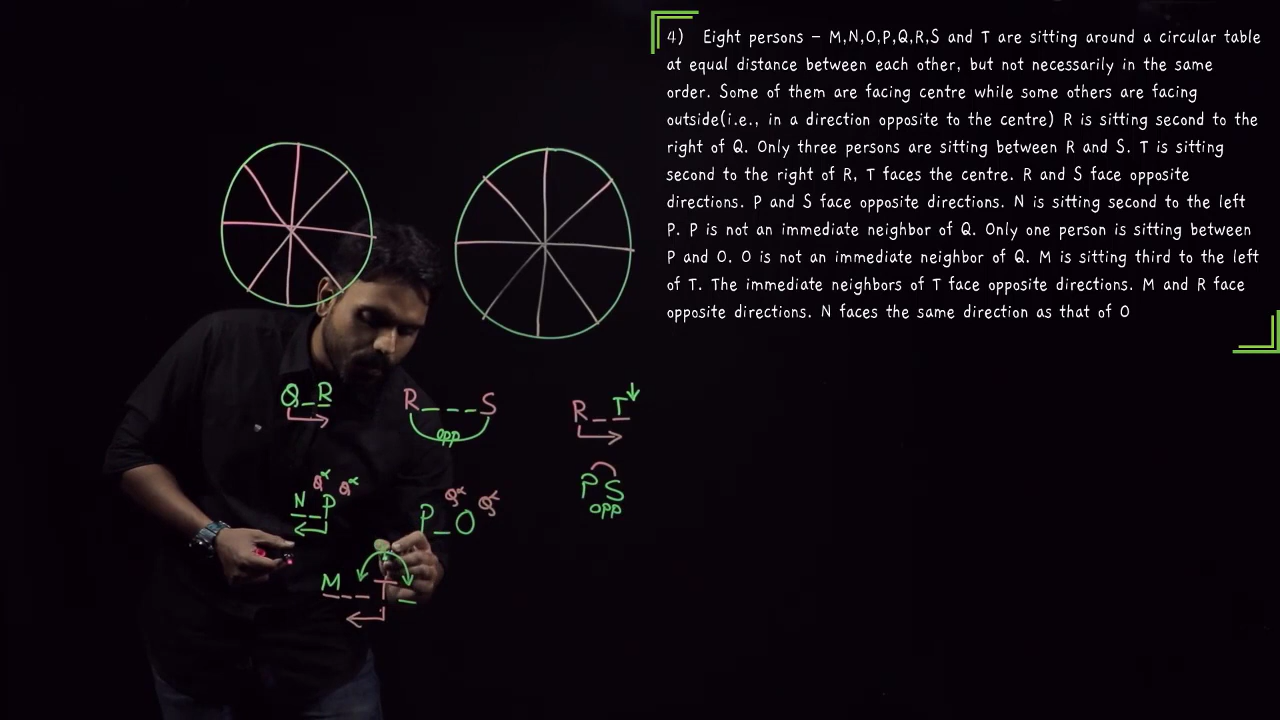 4) Eight persons – M,N,O,P,Q,R,S and T are sitting around a circular table
at equal distance between each other, but not necessarily in the same
order. Some of them are facing centre while some others are facing
outside(i.e., in a direction opposite to the centre) R is sitting second to the
right of Q. Only three persons are sitting between R and S. T is sitting
second to the right of R, T faces the centre. R and S face opposite
directions. P and S face opposite directions. N is sitting second to the left
P. P is not an immediate neighbor of Q. Only one person is sitting between
P and O. O is not an immediate neighbor of Q. M is sitting third to the left
of T. The immediate neighbors of T face opposite directions. M and R face
opposite directions. N faces the same direction as that of O
Q _ R
R _ _ _ S
opp
R _ T
P S
opp
N _ P Q Q
P _ O Q Q
M _ _ T _